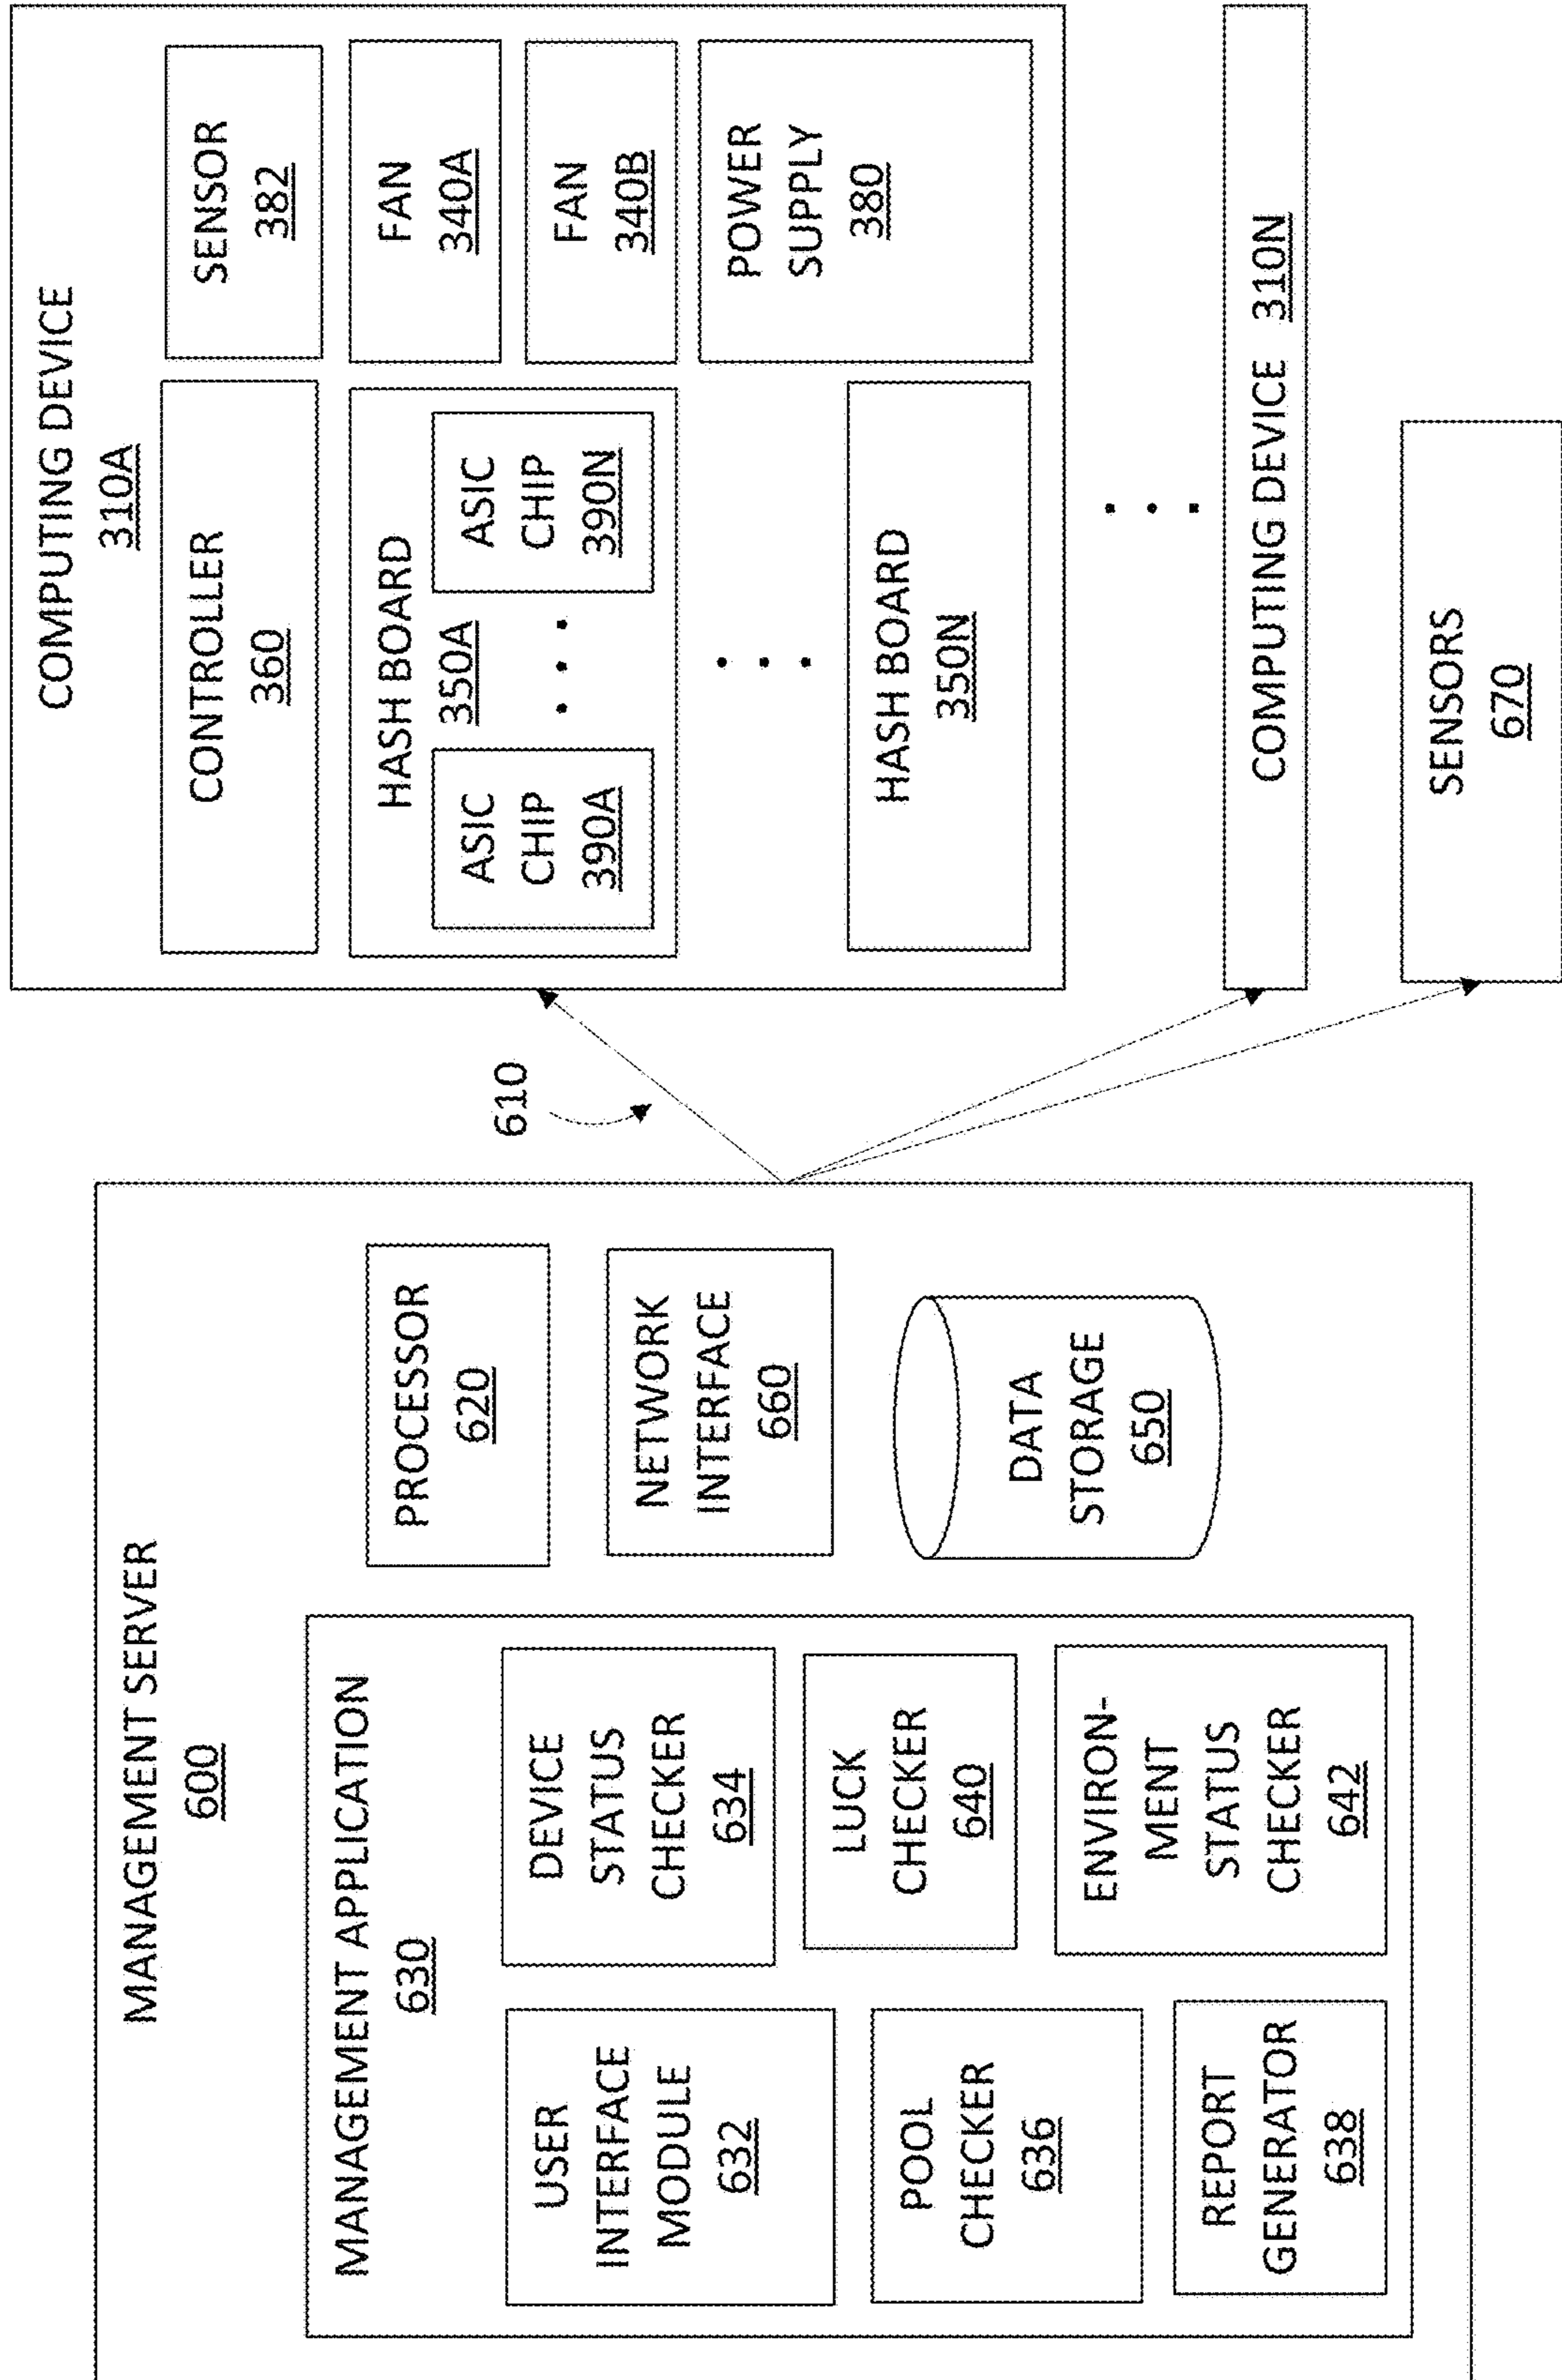 MANAGEMENT SERVER
600
MANAGEMENT APPLICATION
630
USER
INTERFACE
MODULE
632
DEVICE
STATUS
CHECKER
634
POOL
CHECKER
636
LUCK
CHECKER
640
REPORT
GENERATOR
638
ENVIRON-
MENT
STATUS
CHECKER
642
PROCESSOR
620
NETWORK
INTERFACE
660
DATA
STORAGE
650
610
COMPUTING DEVICE
310A
CONTROLLER
360
SENSOR
382
HASH BOARD
350A
ASIC
CHIP
390A
ASIC
CHIP
390N
FAN
340A
FAN
340B
HASH BOARD
350N
POWER
SUPPLY
380
COMPUTING DEVICE 310N
SENSORS
670